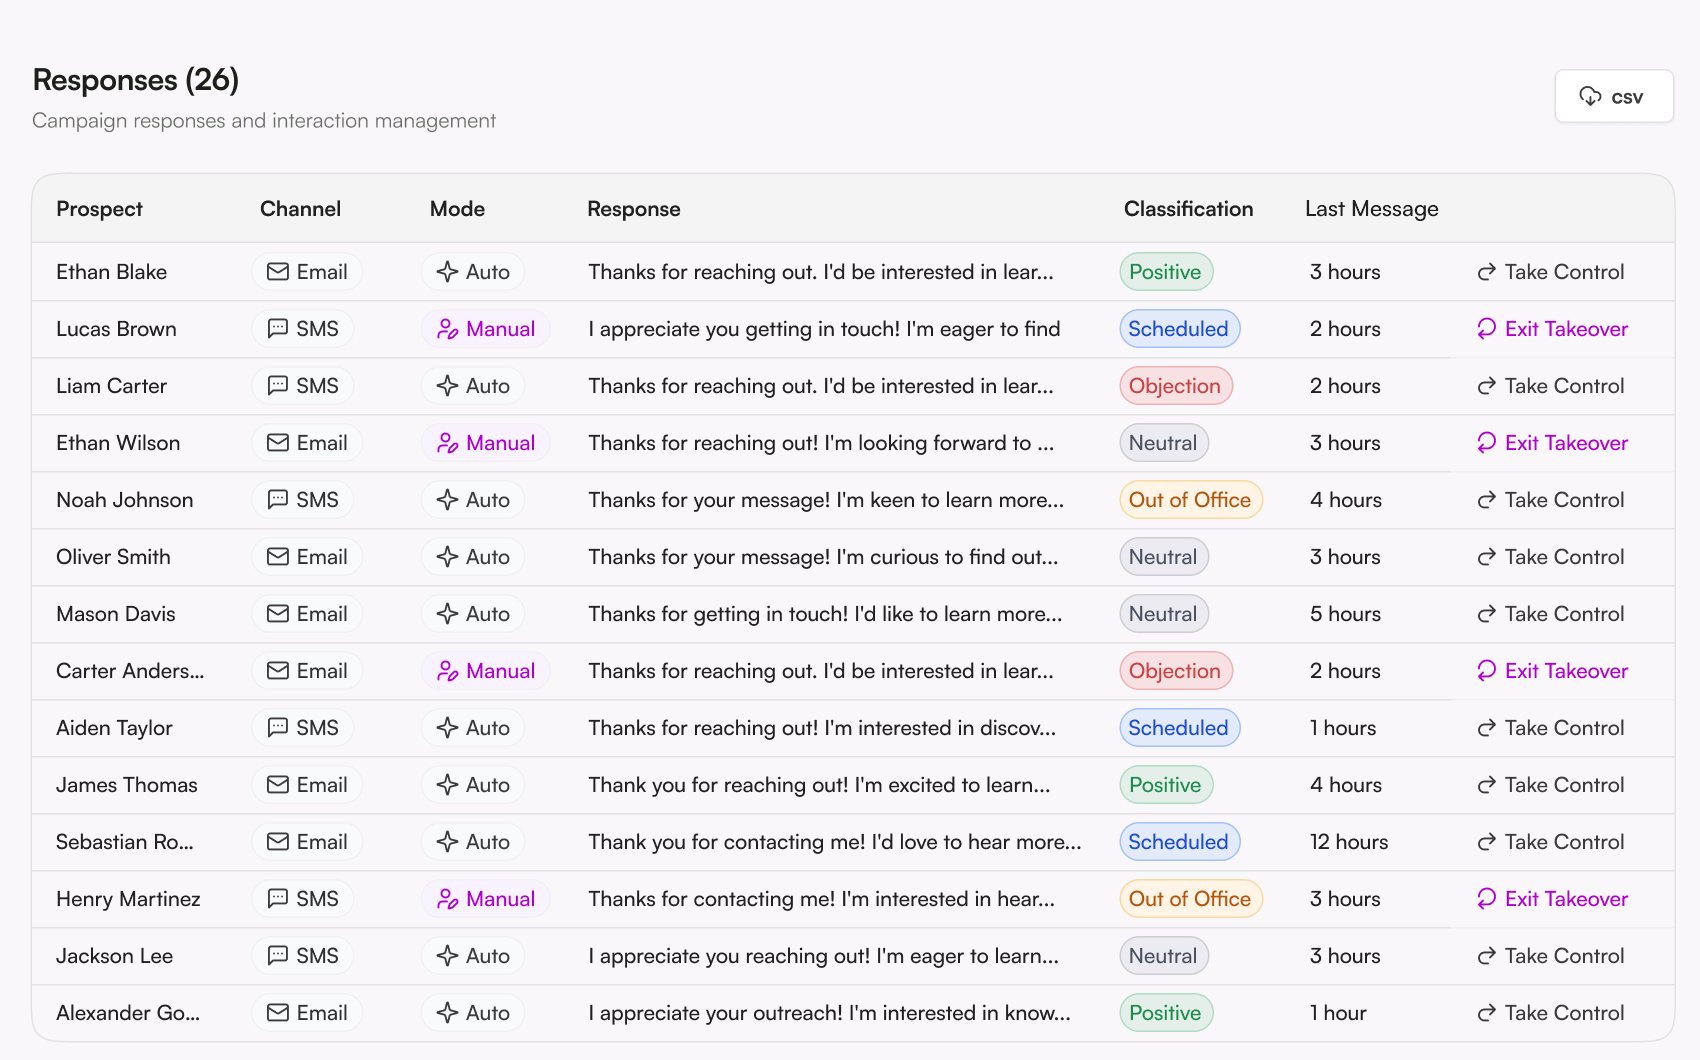 Responses (26)
Campaign responses and interaction management
csv
Prospect Channel Mode Response Classification Last Message
Ethan Blake Email Auto Thanks for reaching out. I'd be interested in lear... Positive 3 hours Take Control
Lucas Brown SMS Manual I appreciate you getting in touch! I'm eager to find Scheduled 2 hours Exit Takeover
Liam Carter SMS Auto Thanks for reaching out. I'd be interested in lear... Objection 2 hours Take Control
Ethan Wilson Email Manual Thanks for reaching out! I'm looking forward to ... Neutral 3 hours Exit Takeover
Noah Johnson SMS Auto Thanks for your message! I'm keen to learn more... Out of Office 4 hours Take Control
Oliver Smith Email Auto Thanks for your message! I'm curious to find out... Neutral 3 hours Take Control
Mason Davis Email Auto Thanks for getting in touch! I'd like to learn more... Neutral 5 hours Take Control
Carter Anders... Email Manual Thanks for reaching out. I'd be interested in lear... Objection 2 hours Exit Takeover
Aiden Taylor SMS Auto Thanks for reaching out! I'm interested in discov... Scheduled 1 hours Take Control
James Thomas Email Auto Thank you for reaching out! I'm excited to learn... Positive 4 hours Take Control
Sebastian Ro... Email Auto Thank you for contacting me! I'd love to hear more... Scheduled 12 hours Take Control
Henry Martinez SMS Manual Thanks for contacting me! I'm interested in hear... Out of Office 3 hours Exit Takeover
Jackson Lee SMS Auto I appreciate you reaching out! I'm eager to learn... Neutral 3 hours Take Control
Alexander Go... Email Auto I appreciate your outreach! I'm interested in know... Positive 1 hour Take Control